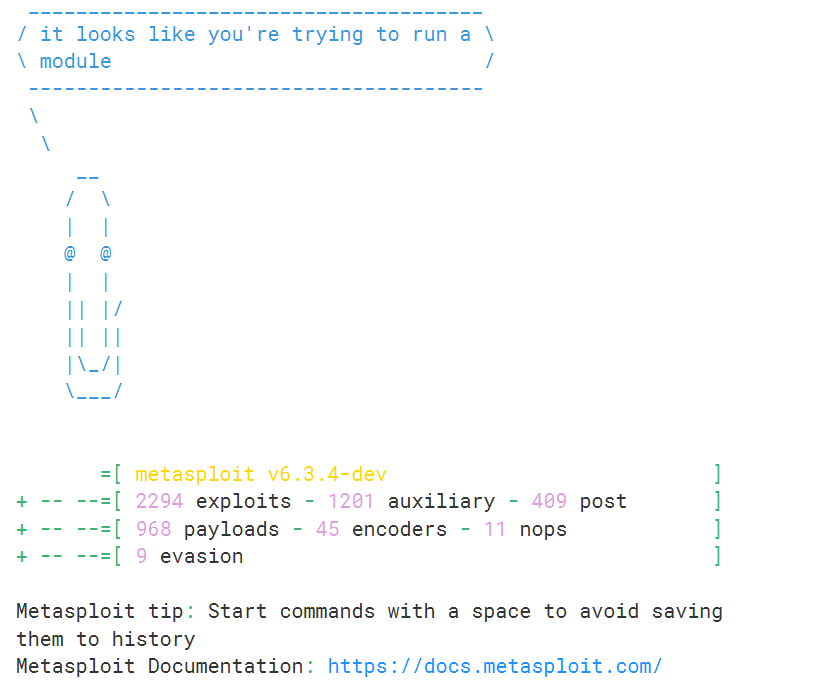 --------------------------------------
/ it looks like you're trying to run a \
\ module                               /
 --------------------------------------
 \
  \
     __
    /  \
    |  |
    @  @
    |  |
    || |/
    || ||
    |\_/|
    \___/
       =[ metasploit v6.3.4-dev                           ]
+ -- --=[ 2294 exploits - 1201 auxiliary - 409 post       ]
+ -- --=[ 968 payloads - 45 encoders - 11 nops            ]
+ -- --=[ 9 evasion                                       ]
Metasploit tip: Start commands with a space to avoid saving
them to history
Metasploit Documentation: https://docs.metasploit.com/